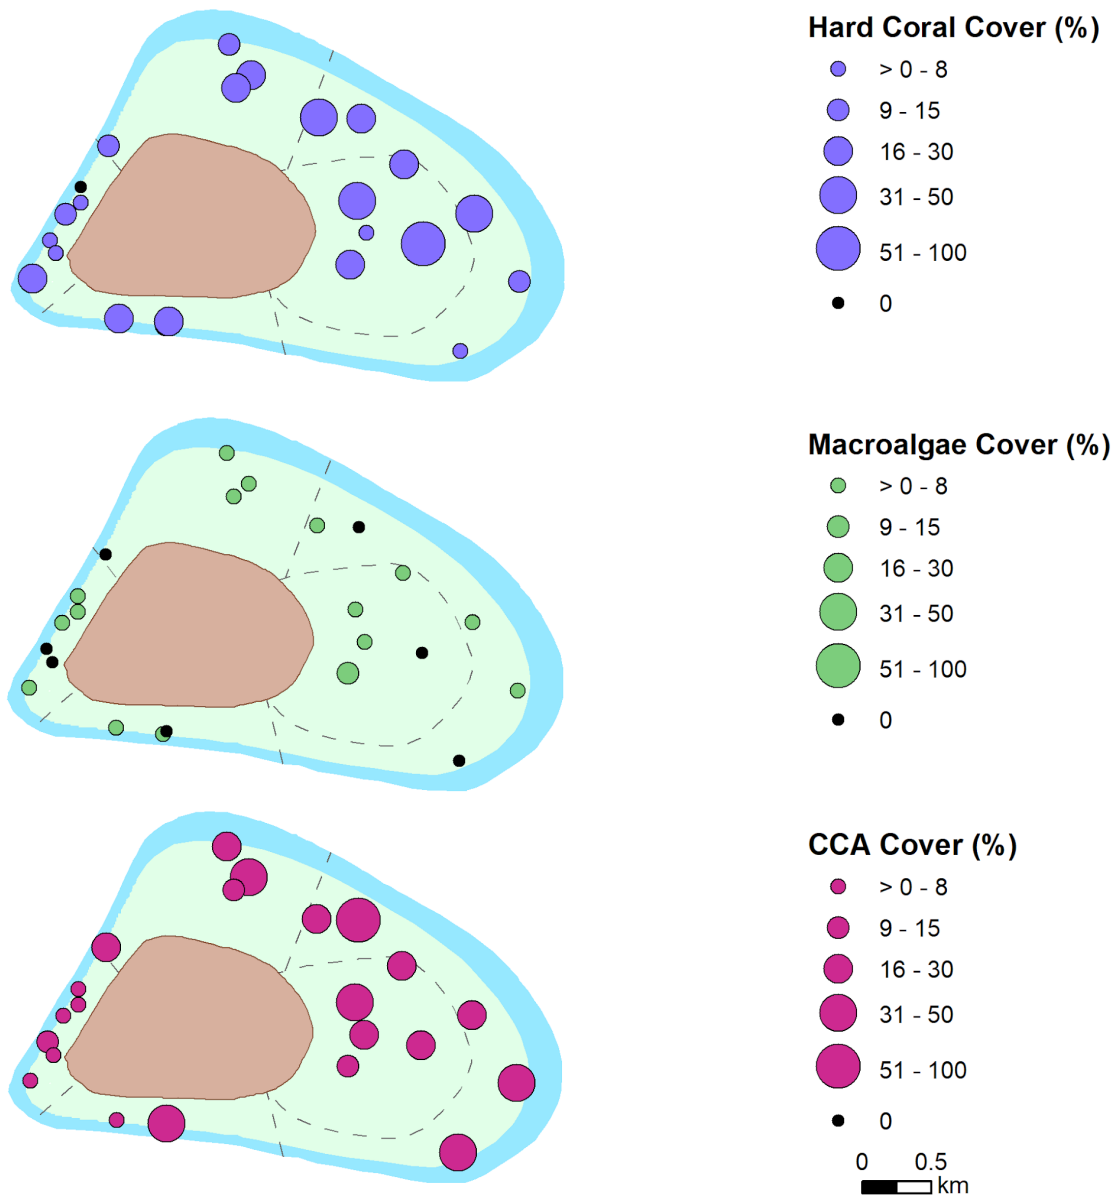 Hard Coral Cover (%)
> 0 - 8
9 - 15
16 - 30
31 - 50
51 - 100
0
Macroalgae Cover (%)
> 0 - 8
9 - 15
16 - 30
31 - 50
51 - 100
0
CCA Cover (%)
> 0 - 8
9 - 15
16 - 30
31 - 50
51 - 100
0
0 0.5
km